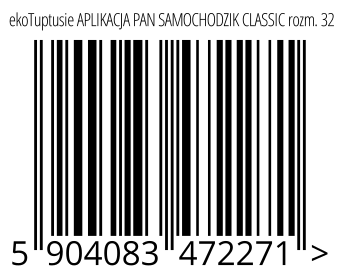 ekoTuptusie APLIKACJA PAN SAMOCHODZIK CLASSIC rozm. 32
5 904083 472271 >